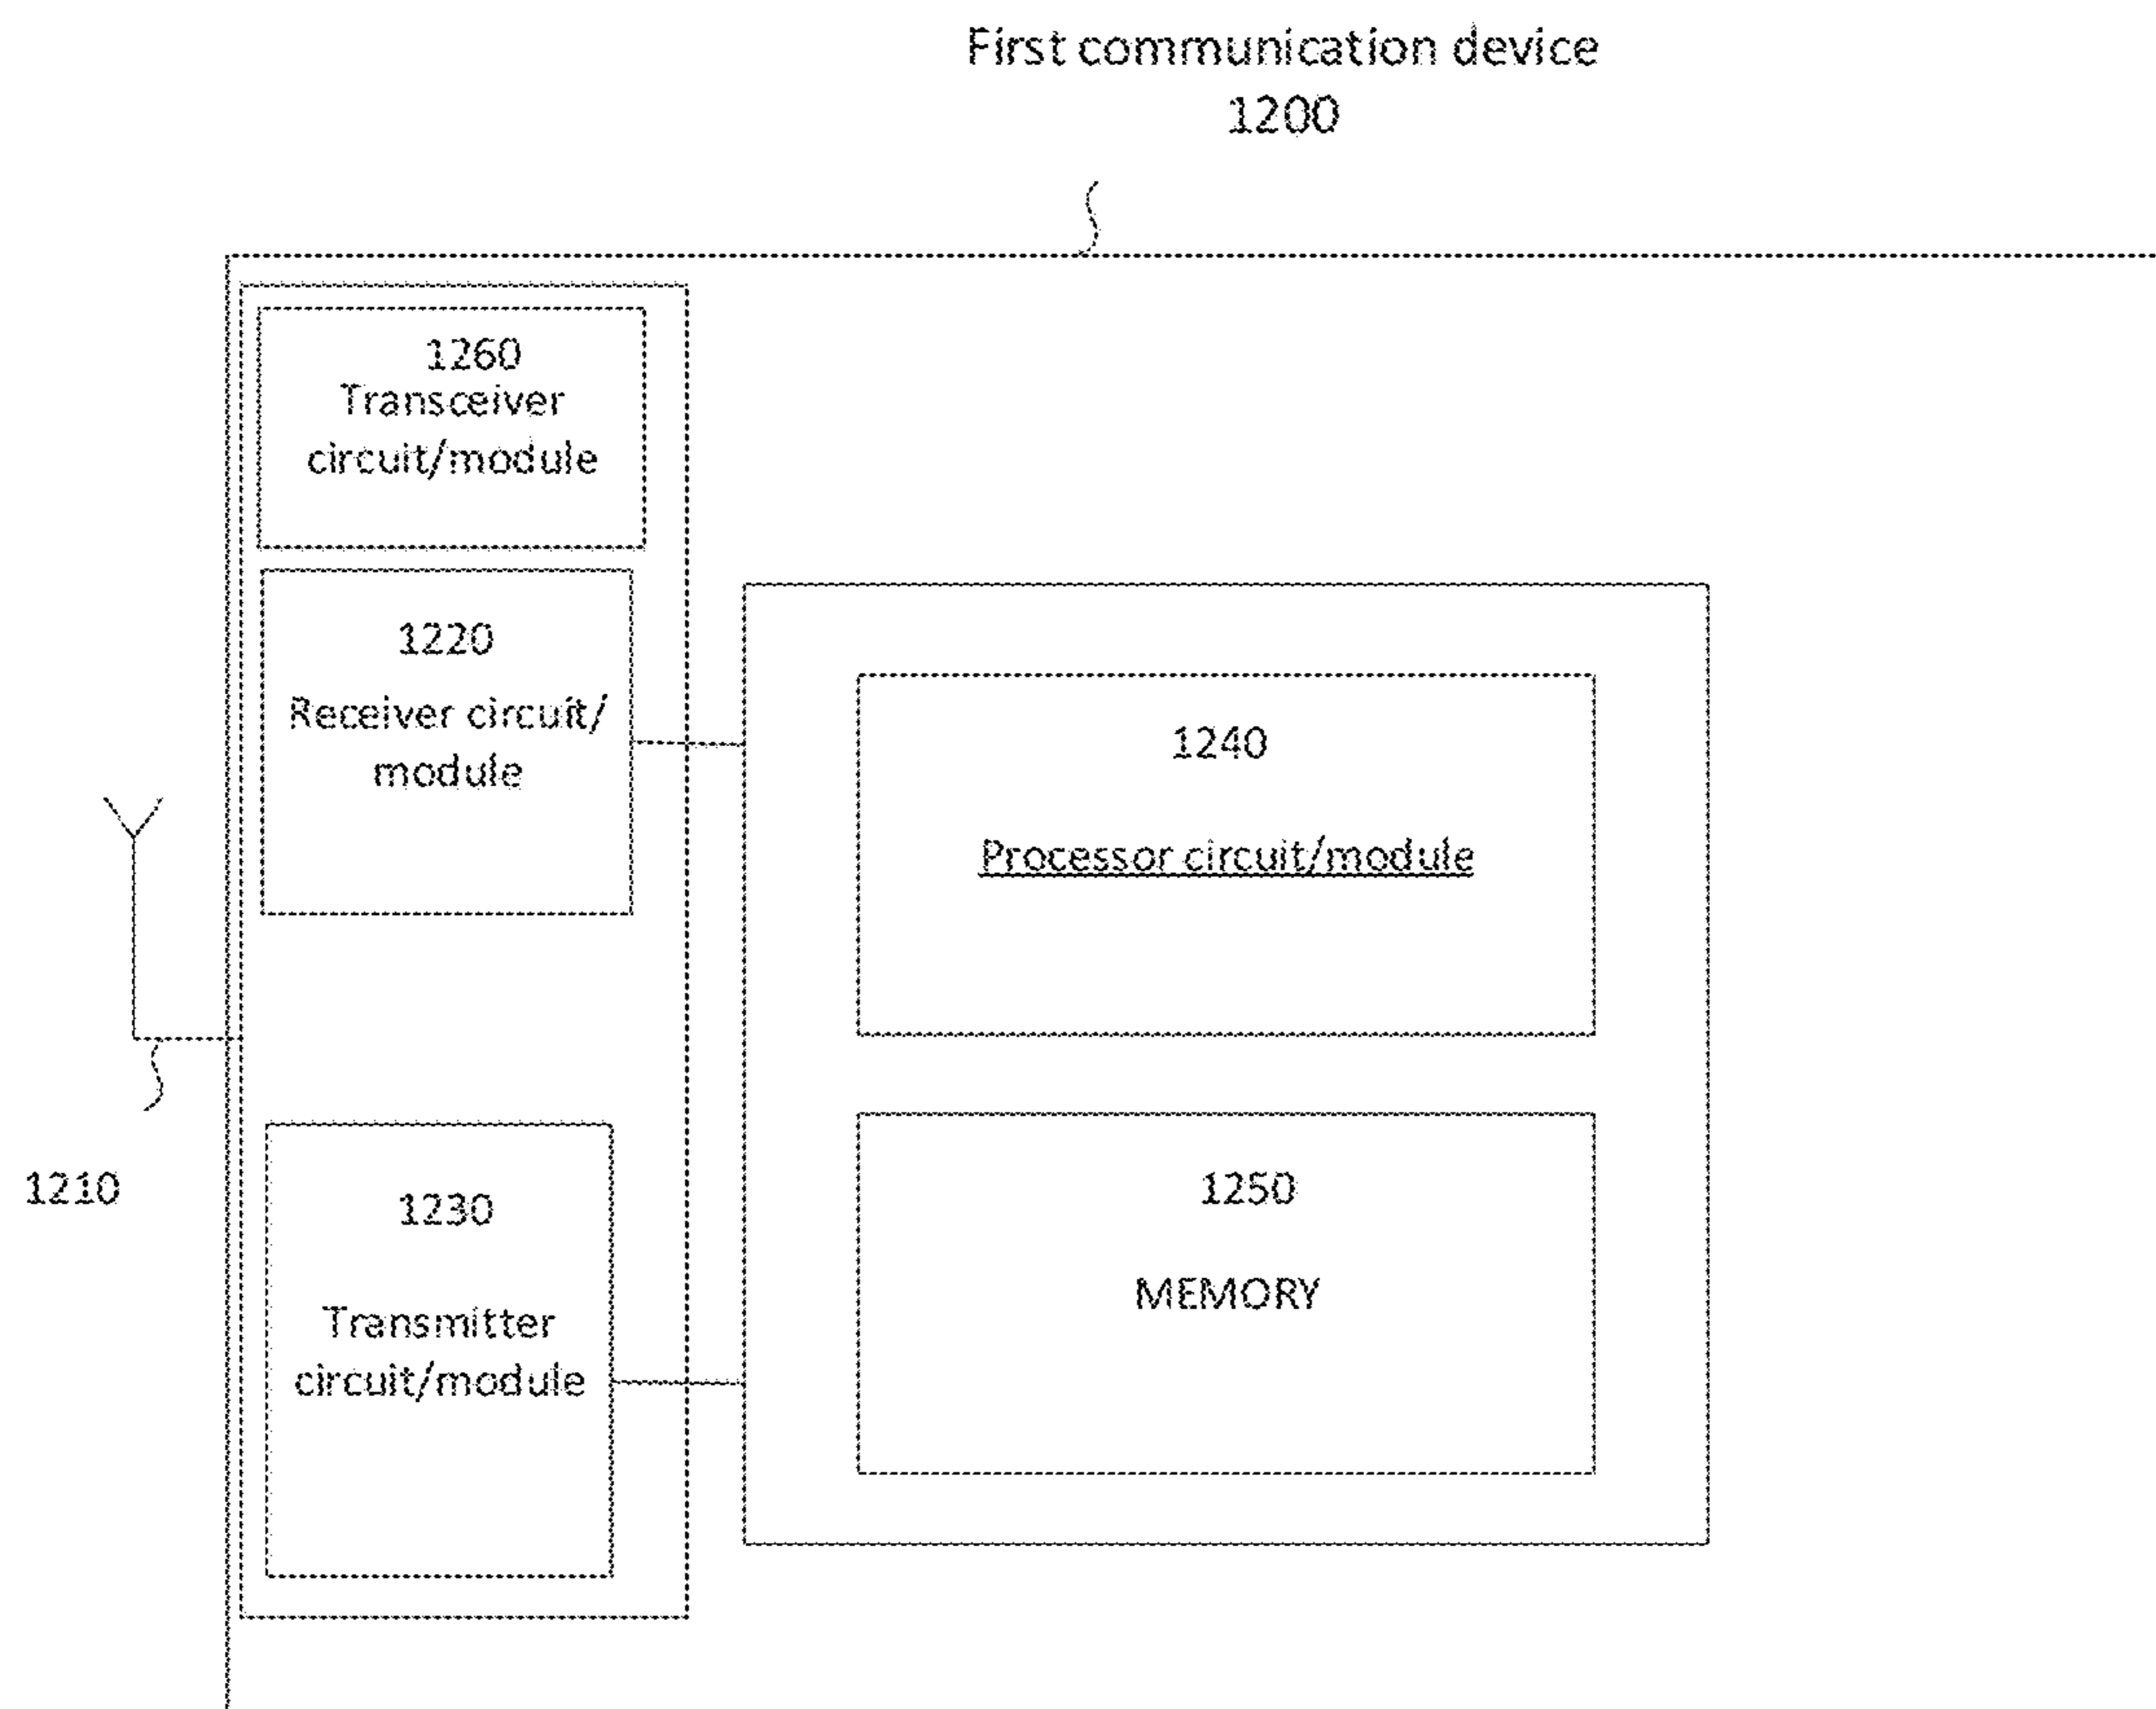 First communication device
1200
1260
Transceiver
circuit/module
1220
Receiver circuit/
module
1240
Processor circuit/module
1210
1230
Transmitter
circuit/module
1250
MEMORY